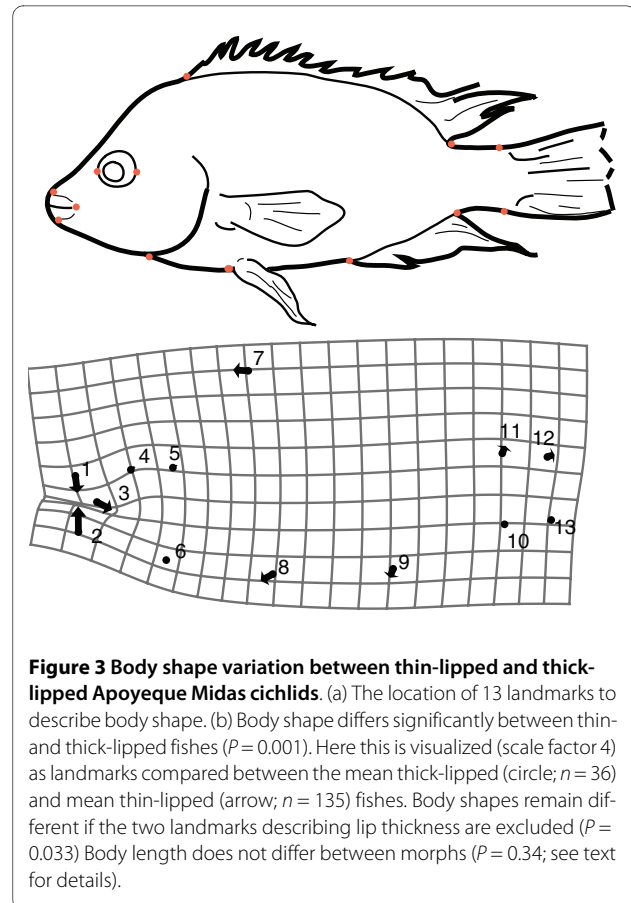 7
11
12
4
5
1
3
2
6
8
9
10
13
Figure 3 Body shape variation between thin-lipped and thick-
lipped Apoyeque Midas cichlids. (a) The location of 13 landmarks to
describe body shape. (b) Body shape differs significantly between thin-
and thick-lipped fishes (P = 0.001). Here this is visualized (scale factor 4)
as landmarks compared between the mean thick-lipped (circle; n = 36)
and mean thin-lipped (arrow; n = 135) fishes. Body shapes remain dif-
ferent if the two landmarks describing lip thickness are excluded (P =
0.033) Body length does not differ between morphs (P = 0.34; see text
for details).